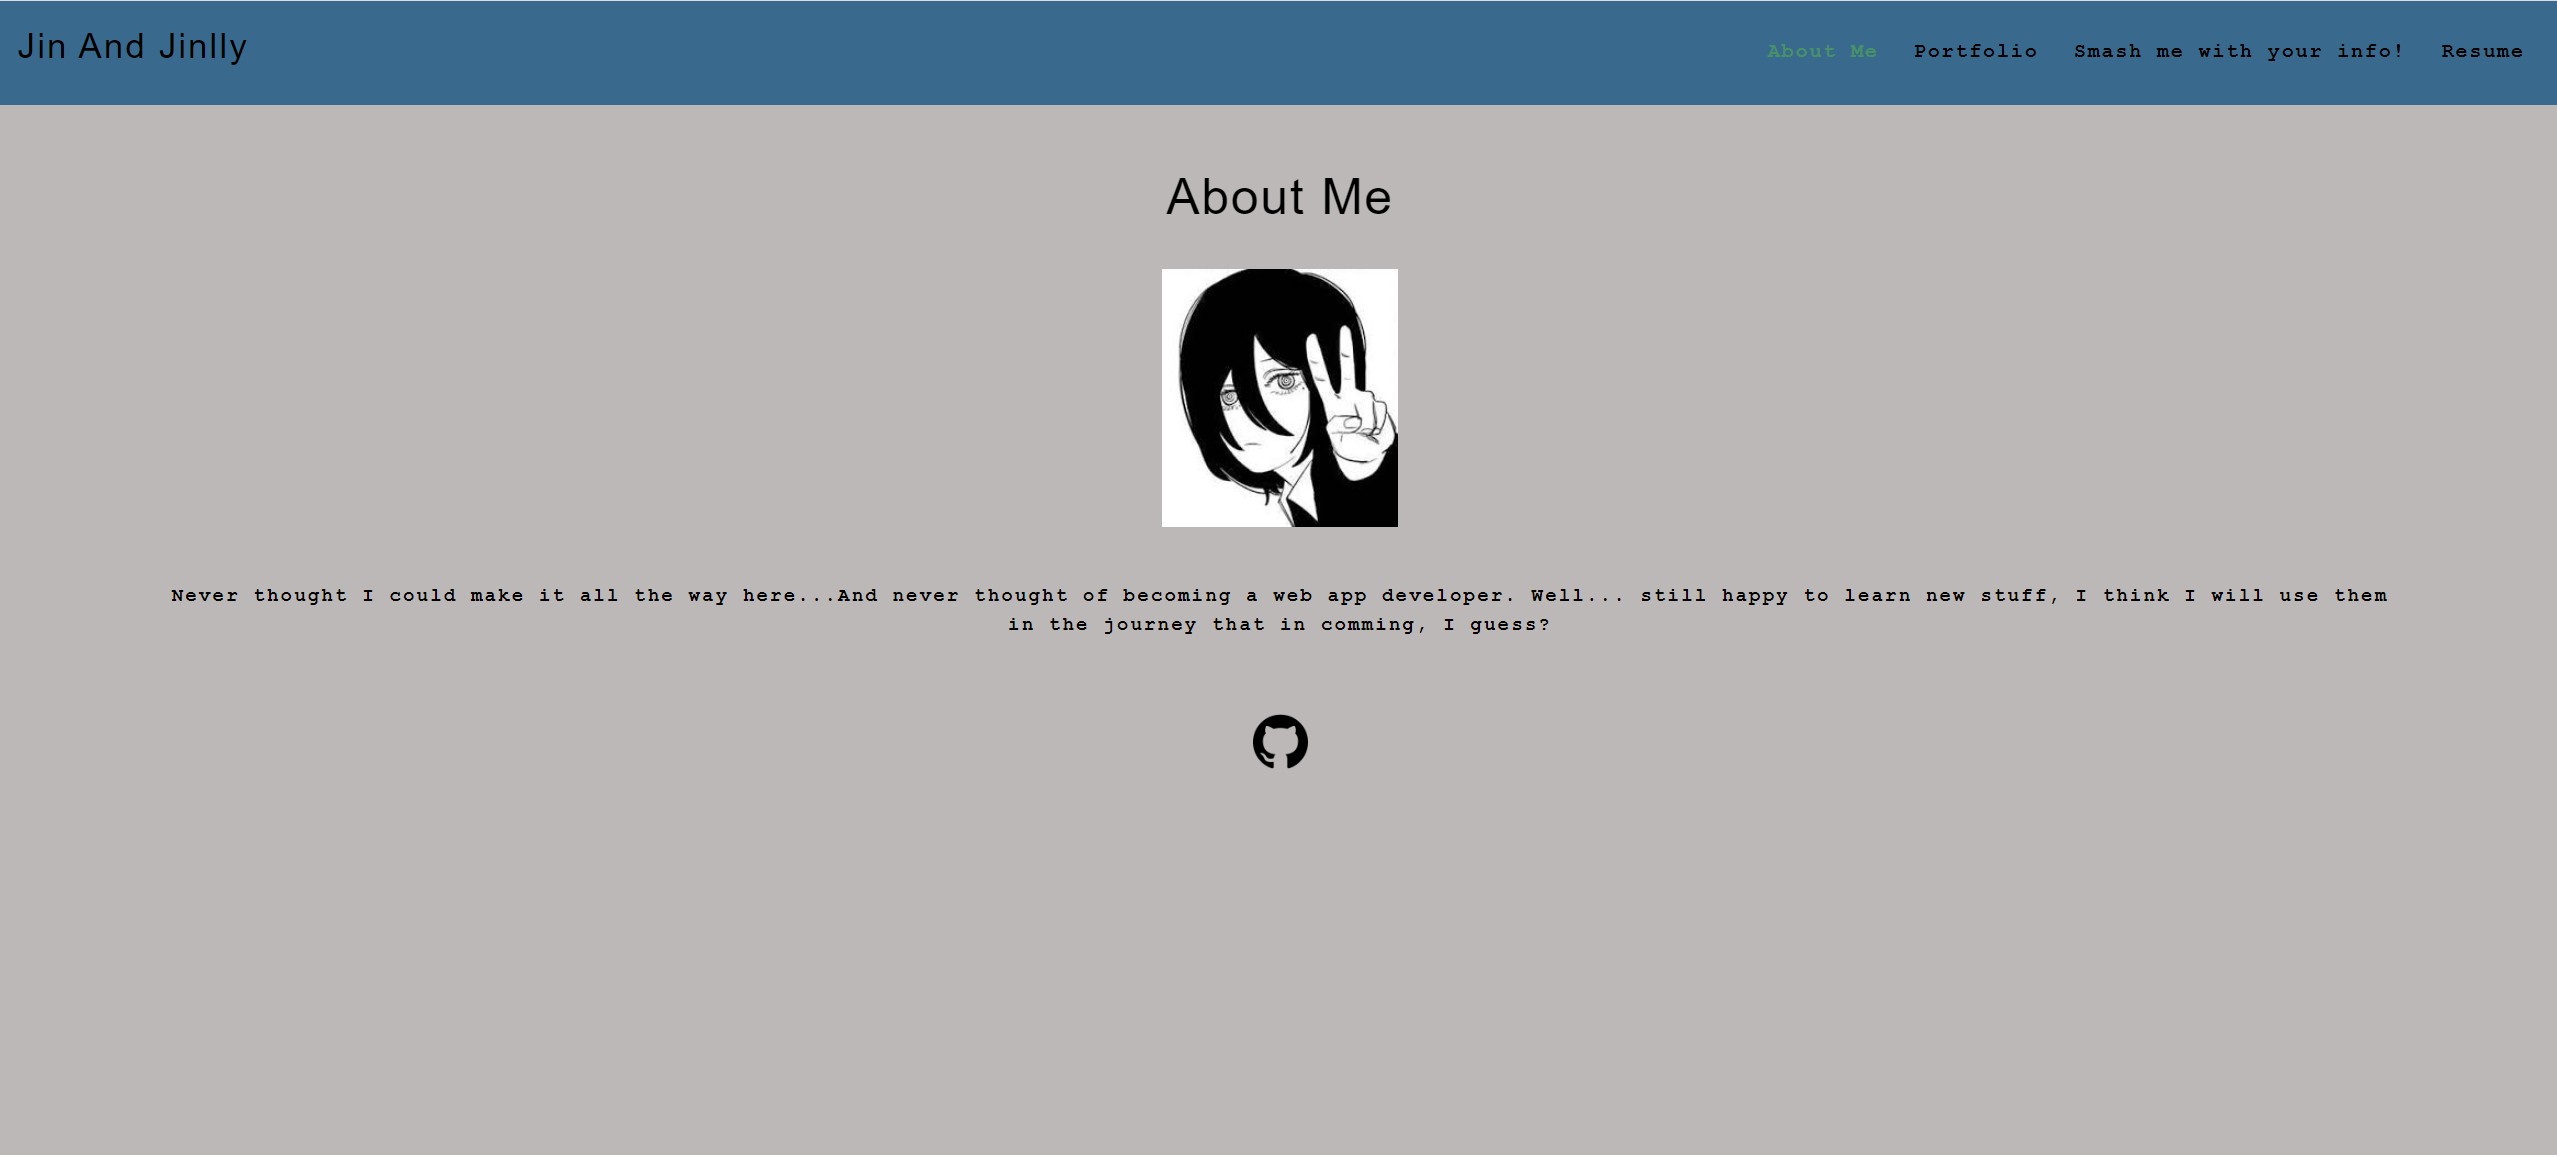 Jin And Jinlly
About Me Portfolio Smash me with your info! Resume
About Me
Never thought I could make it all the way here...And never thought of becoming a web app developer. Well... still happy to learn new stuff, I think I will use them
in the journey that in comming, I guess?